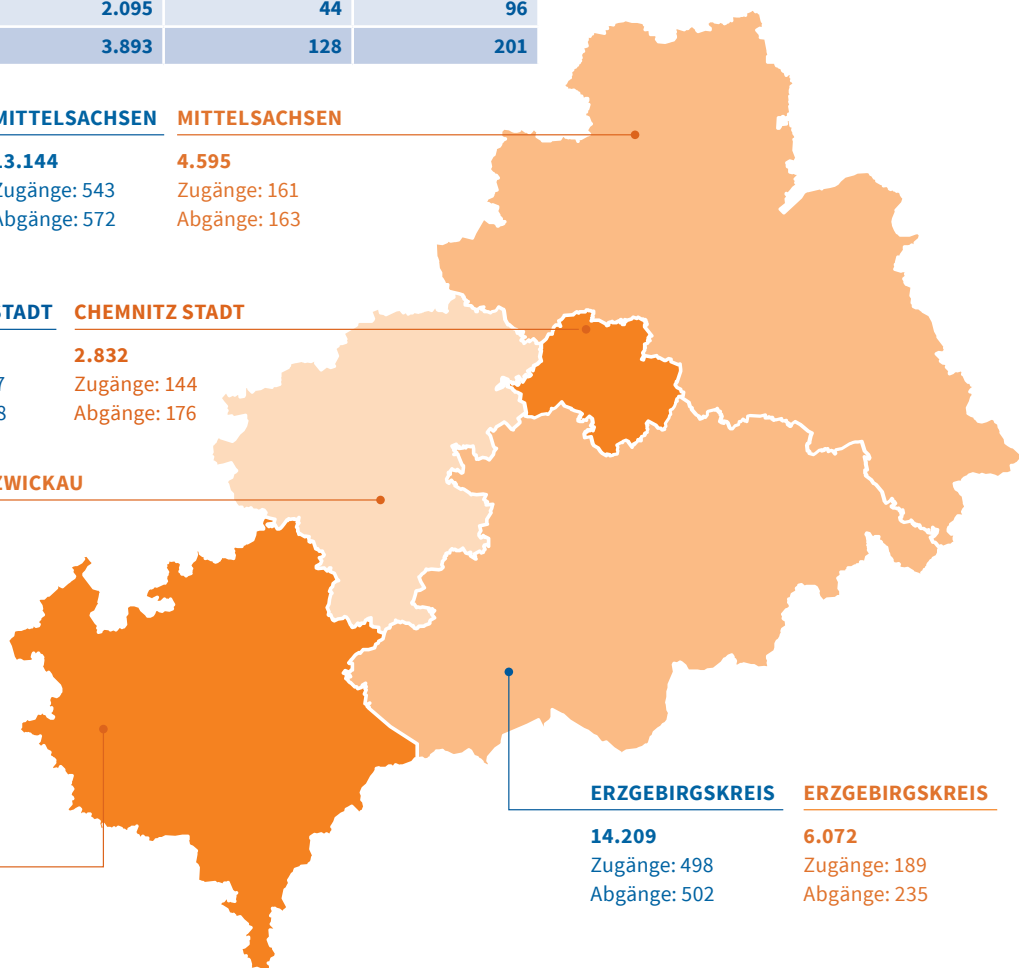 2.095 44 96
3.893 128 201
MITTELSACHSEN MITTELSACHSEN
13.144 4.595
Zugänge: 543 Zugänge: 161
Abgänge: 572 Abgänge: 163
STADT CHEMNITZ STADT
2.832
7 Zugänge: 144
8 Abgänge: 176
ZWICKAU
ERZGEBIRGSKREIS ERZGEBIRGSKREIS
14.209 6.072
Zugänge: 498 Zugänge: 189
Abgänge: 502 Abgänge: 235